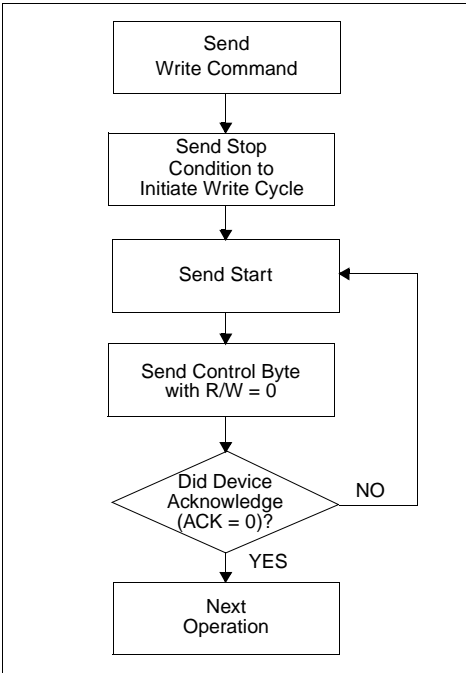 Send
Write Command
Send Stop
Condition to
Initiate Write Cycle
Send Start
Send Control Byte
with R/W = 0
Did Device
Acknowledge
(ACK = 0)?
NO
YES
Next
Operation